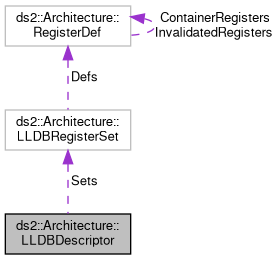 ds2::Architecture::
RegisterDef
ContainerRegisters
InvalidatedRegisters
Defs
ds2::Architecture::
LLDBRegisterSet
Sets
ds2::Architecture::
LLDBDescriptor